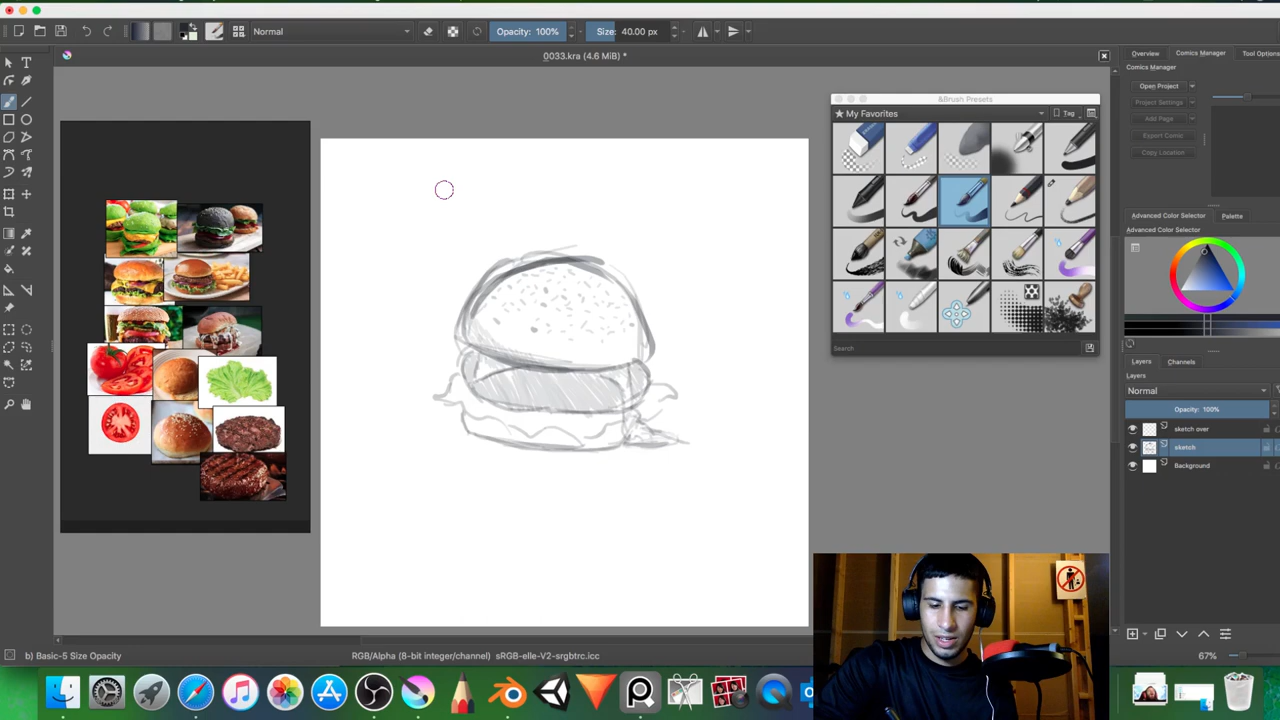 Normal
Opacity: 100%
Size: 40.00 px
0033.kra (4.6 MiB) *
Overview
Comics Manager
Tool Options
Comics Manager
Open Project
Project Settings
Add Page
Export Comic
Copy Location
&Brush Presets
My Favorites
Tag
Search
Advanced Color Selector
Palette
Advanced Color Selector
Layers
Channels
Layers
Normal
Opacity: 100%
sketch over
sketch
Background
67%
b) Basic-5 Size Opacity
RGB/Alpha (8-bit integer/channel) sRGB-elle-V2-srgbtrc.icc